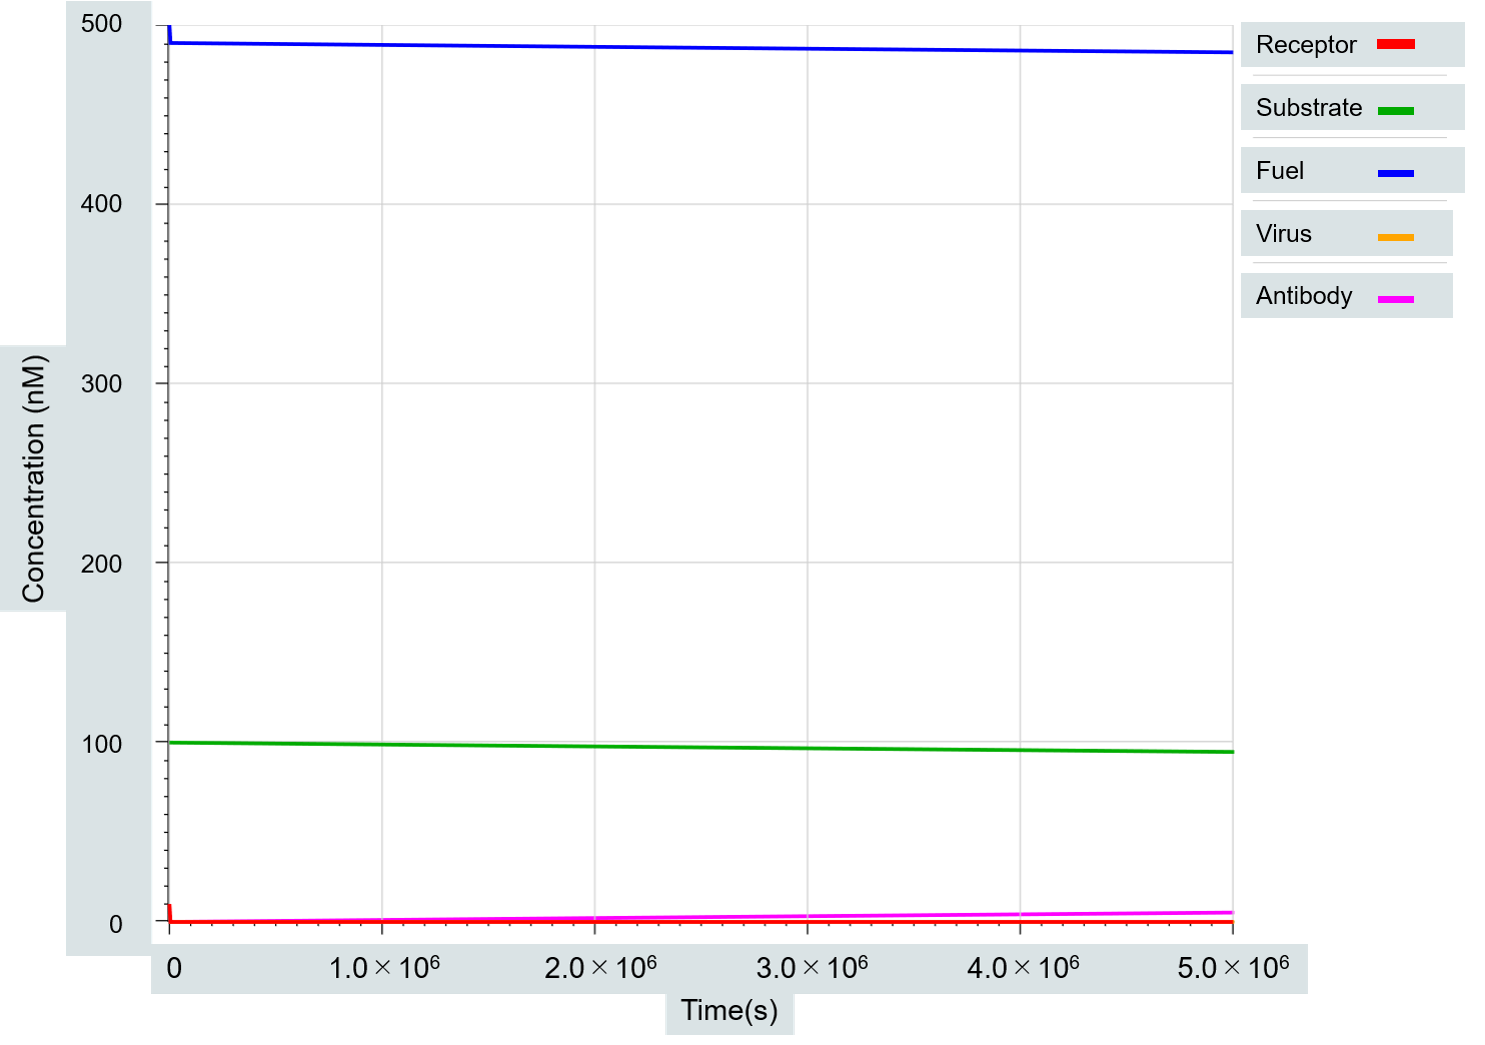 500
400
300
200
100
0
Concentration (nM)
0
1.0×10⁶
2.0×10⁶
3.0×10⁶
4.0×10⁶
5.0×10⁶
Time(s)
Receptor
Substrate
Fuel
Virus
Antibody